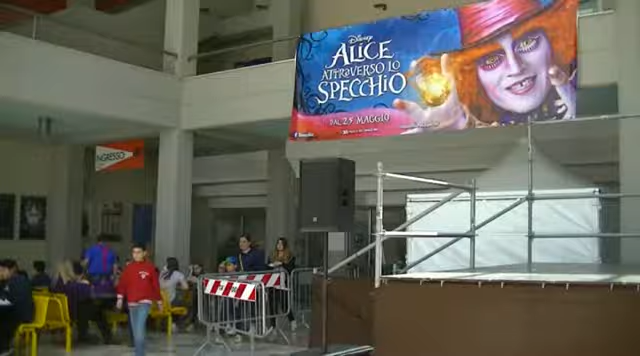 Disney
ALICE
ATTRAVERSO LO
SPECCHIO
DAL 25 MAGGIO
INGRESSO